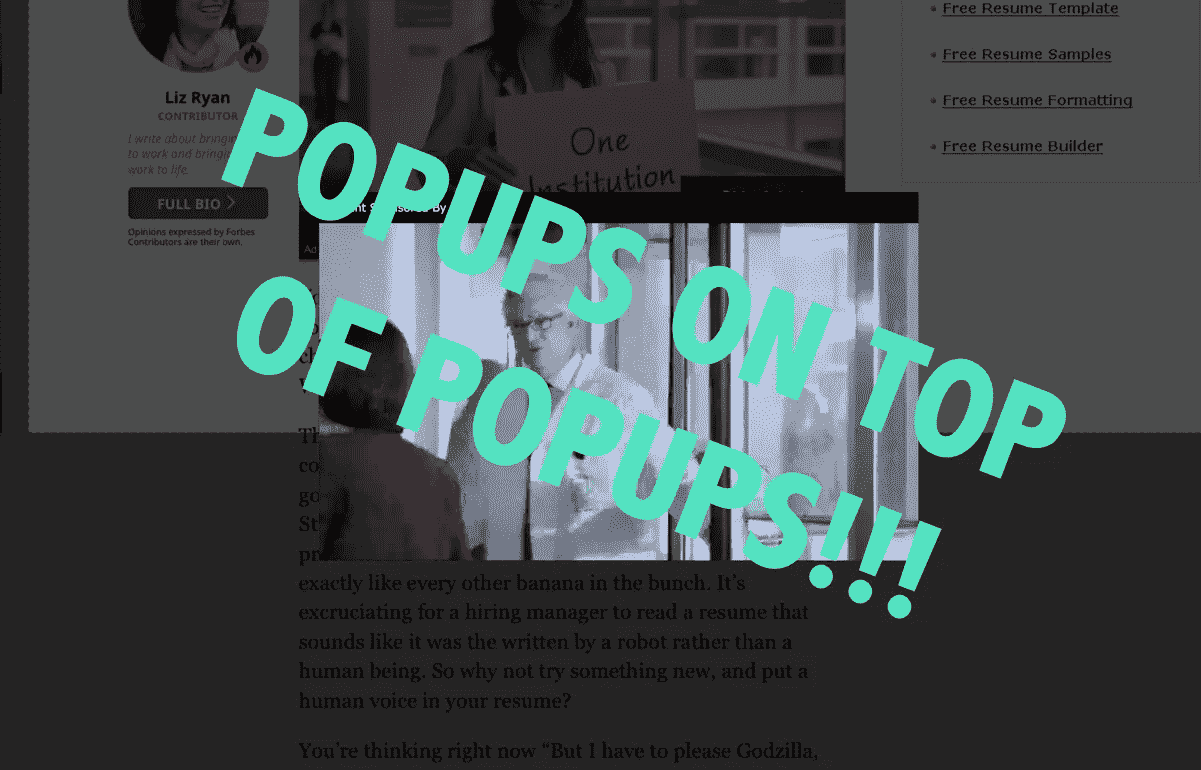 Free Resume Template
Free Resume Samples
Free Resume Formatting
Free Resume Builder
Liz Ryan
CONTRIBUTOR
I write about
to work and
work to life.
FULL BIO
Opinions expressed by Forbes
Contributors are their own.
One
Institution
By
Ad
POPUPS ON TOP
OF POPUPS!!!
exactly like every other banana in the bunch. It's
excruciating for a hiring manager to read a resume that
sounds like it was the written by a robot rather than a
human being. So why not try something new, and put a
human voice in your resume?
You're thinking right now “But I have to please Godzilla,